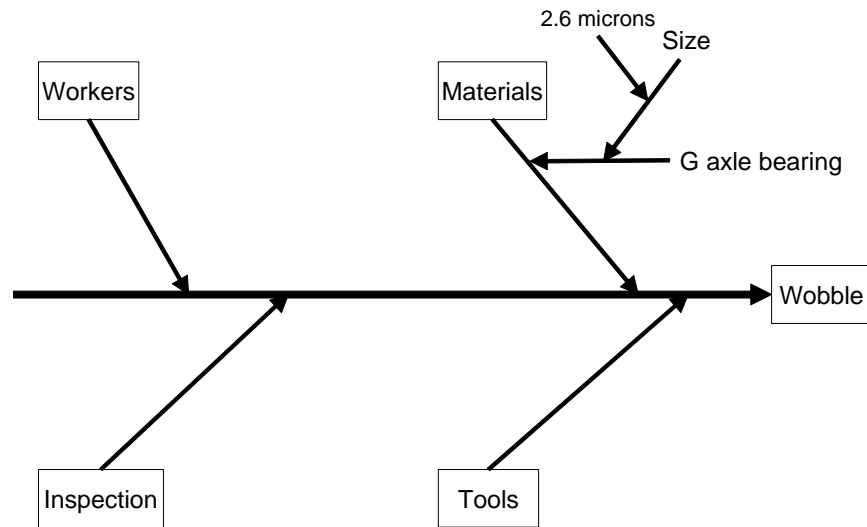 2.6 microns
Size
Workers
Materials
G axle bearing
Wobble
Inspection
Tools